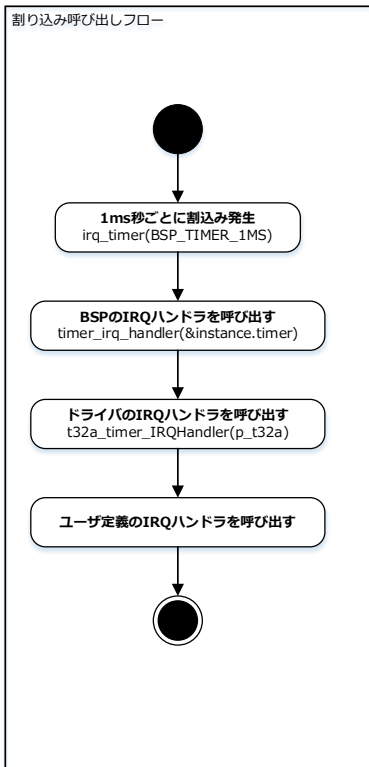 割り込み呼び出しフロー
1ms秒ごとに割込み発生
irq_timer(BSP_TIMER_1MS)
BSPのIRQハンドラを呼び出す
timer_irq_handler(&instance.timer)
ドライバのIRQハンドラを呼び出す
t32a_timer_IRQHandler(p_t32a)
ユーザ定義のIRQハンドラを呼び出す